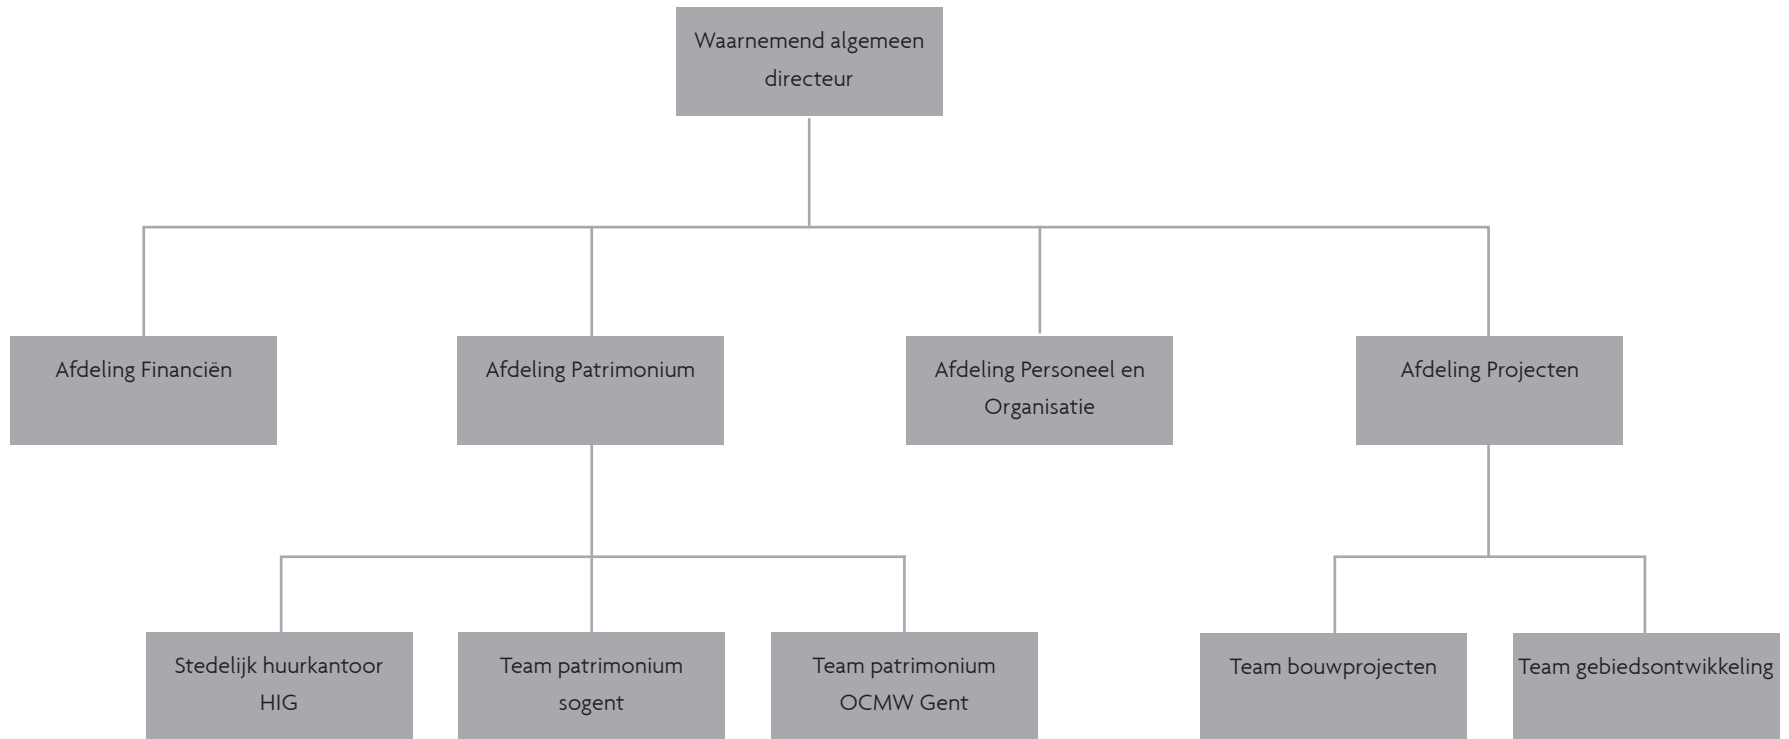 Waarnemend algemeen
directeur
Afdeling Financiën
Afdeling Patrimonium
Afdeling Personeel en
Organisatie
Afdeling Projecten
Stedelijk huurkantoor
HIG
Team patrimonium
sogent
Team patrimonium
OCMW Gent
Team bouwprojecten
Team gebiedsontwikkeling